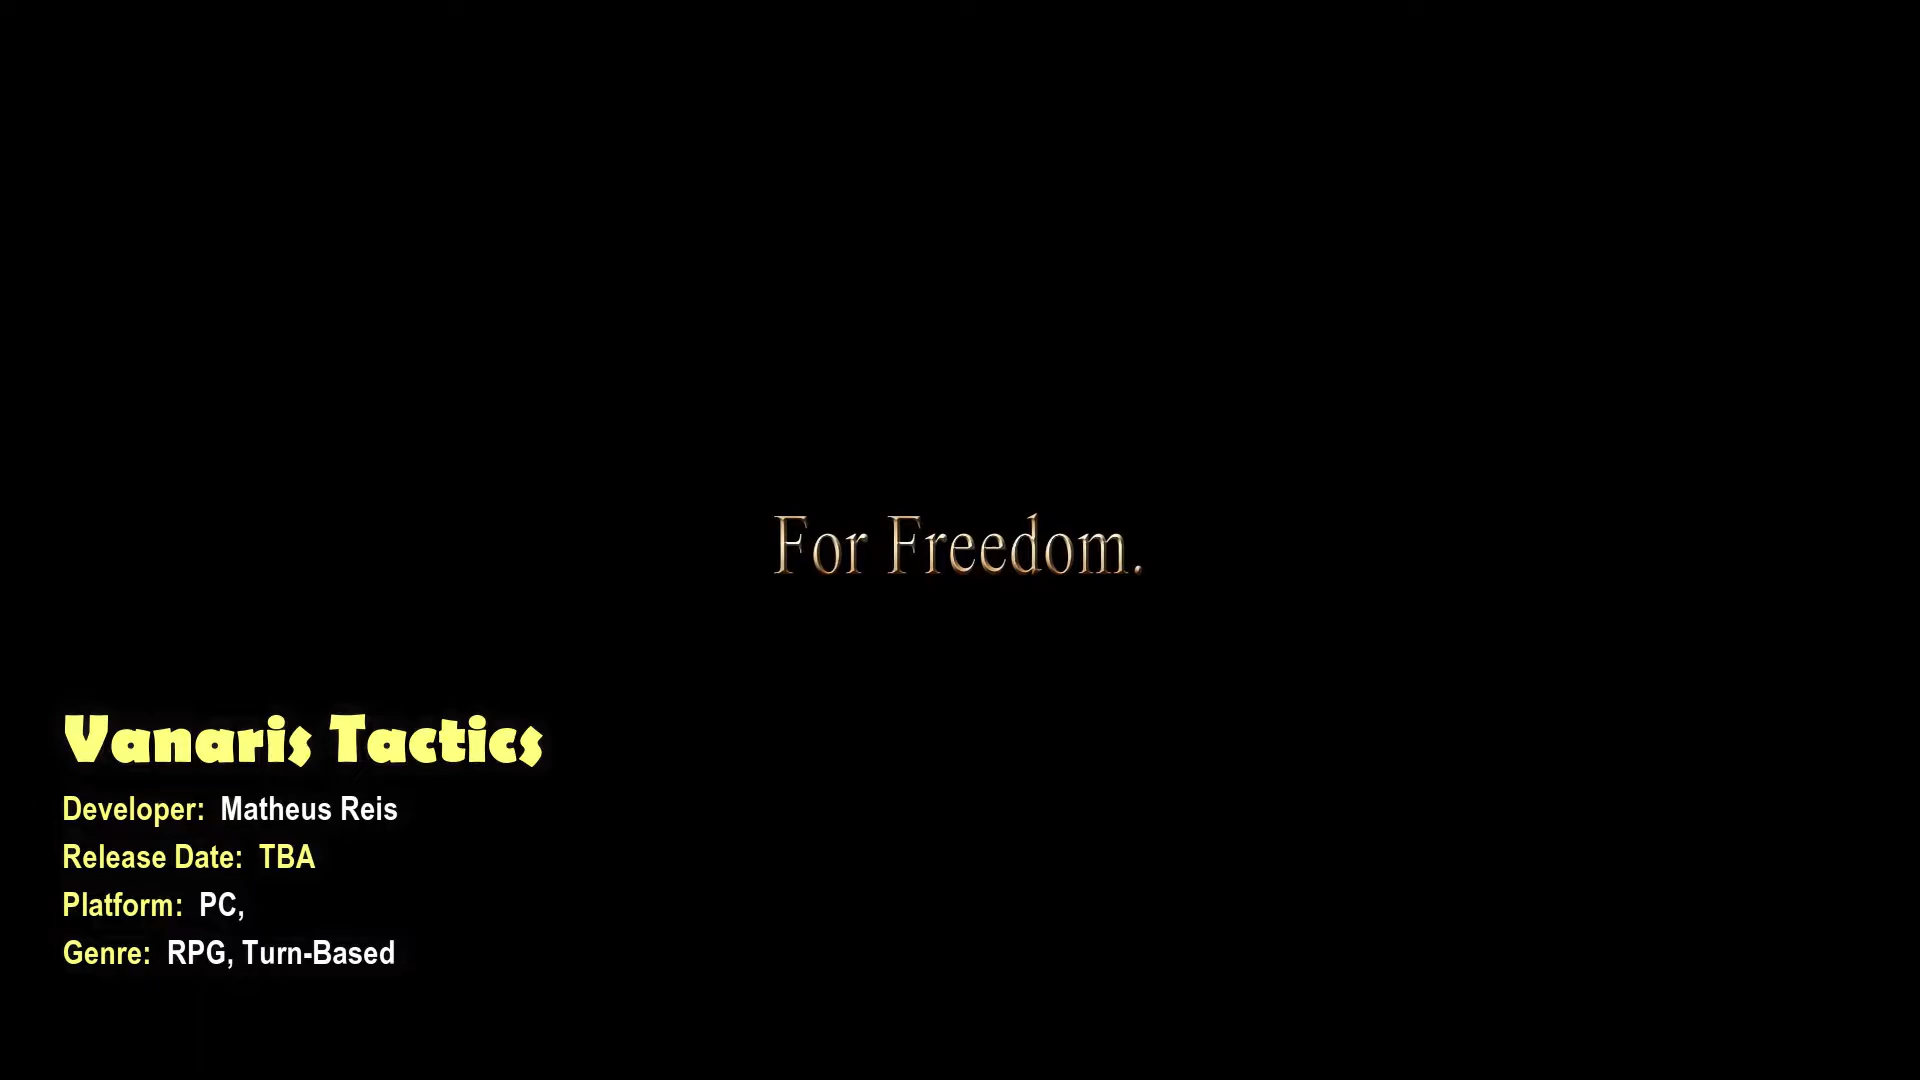 For Freedom.
Vanaris Tactics
Developer: Matheus Reis
Release Date: TBA
Platform: PC,
Genre: RPG, Turn-Based